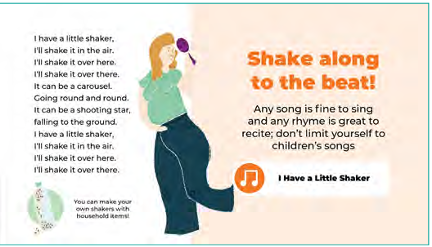 I have a little shaker,
I'll shake it in the air.
I'll shake it over here.
I'll shake it over there.
It can be a carousel.
Going round and round.
It can be a shooting star,
falling to the ground.
I have a little shaker,
I'll shake it in the air.
I'll shake it over here.
I'll shake it over there.
You can make your
own shakers with
household items!
Shake along
to the beat!
Any song is fine to sing
and any rhyme is great to
recite; don't limit yourself to
children's songs
I Have a Little Shaker